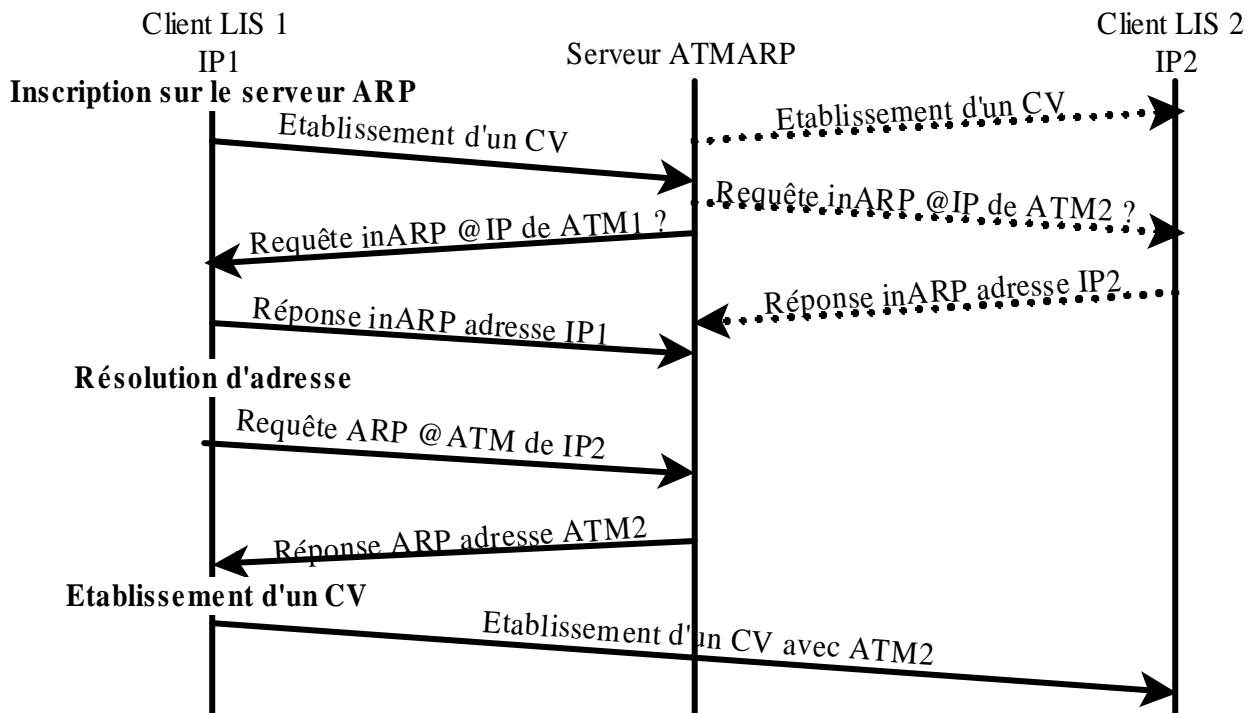 Client LIS 1
IP1
Serveur ATMARP
Client LIS 2
IP2
Inscription sur le serveur ARP
Etablissement d'un CV
Etablissement d'un CV
Requête inARP @IP de ATM2 ?
Requête inARP @IP de ATM1 ?
Réponse inARP adresse IP2
Réponse inARP adresse IP1
Résolution d'adresse
Requête ARP @ATM de IP2
Réponse ARP adresse ATM2
Etablissement d'un CV
Etablissement d'un CV avec ATM2